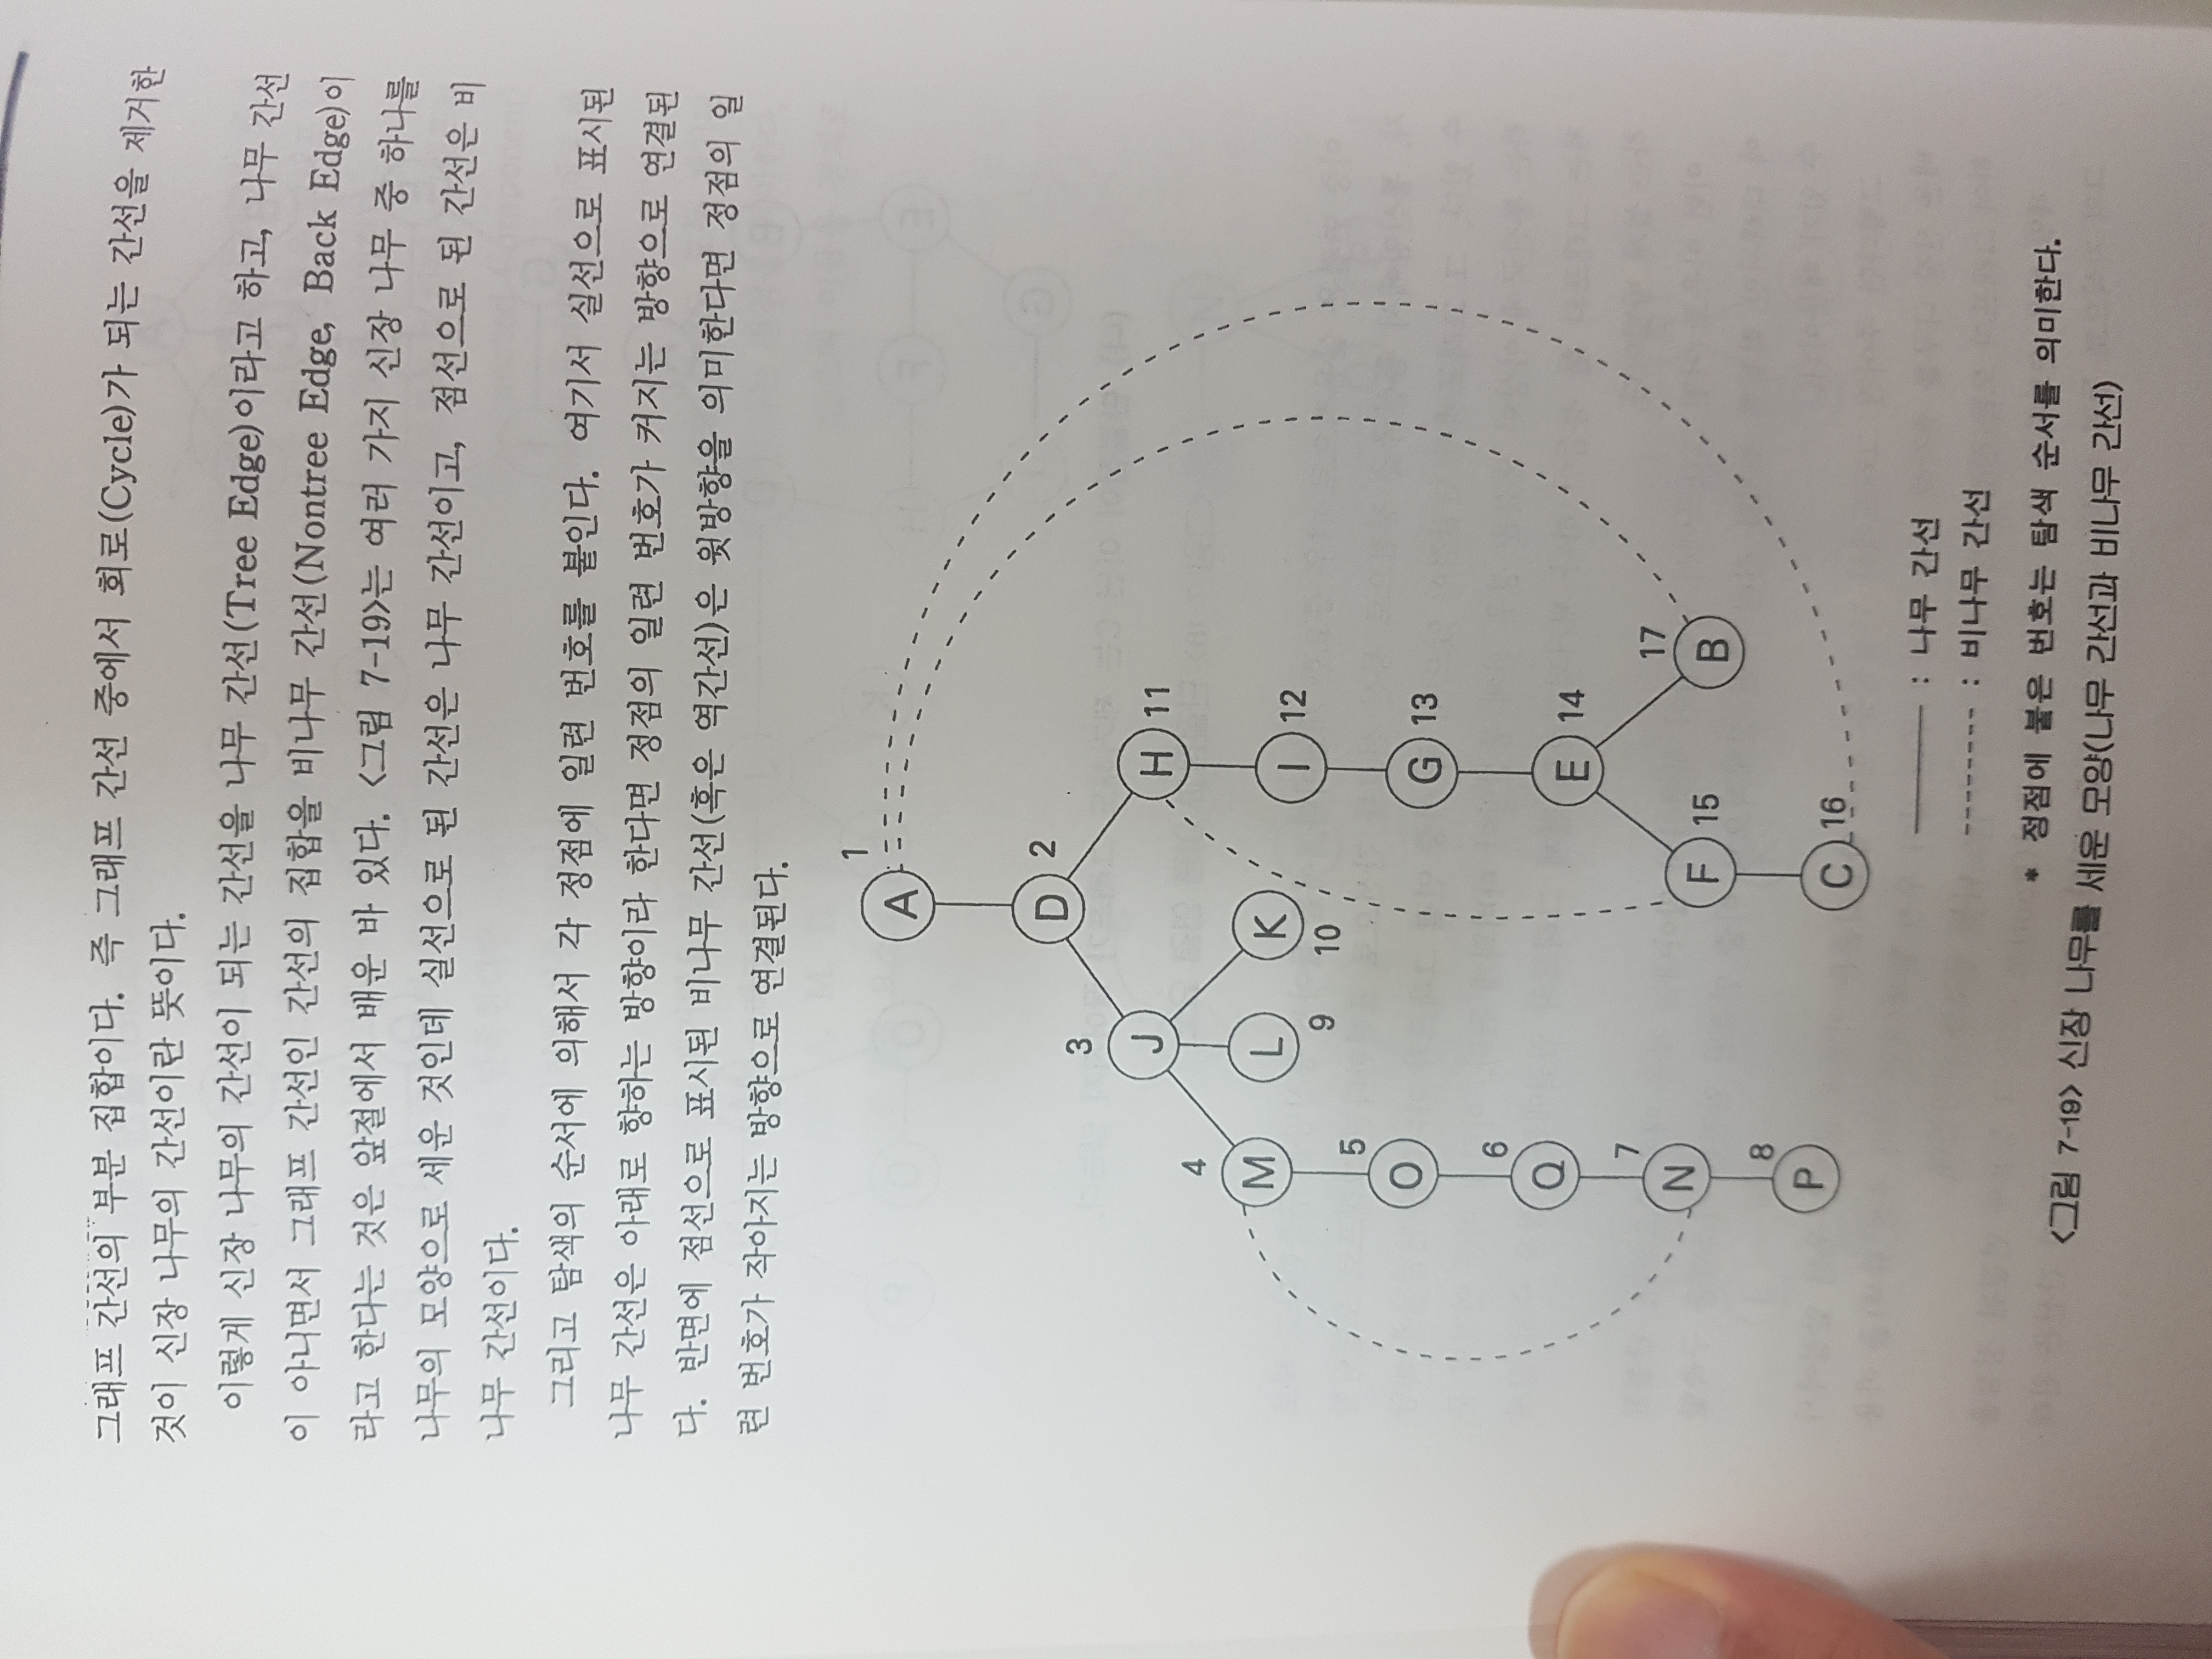 그래프 간선의 부분 집합이다. 즉 그래프 간선 중에서 회로(Cycle)가 되는 간선을 제거한
것이 신장 나무의 간선이란 뜻이다.
이렇게 신장 나무의 간선이 되는 간선을 나무 간선(Tree Edge)이라고 하고, 나무 간선
이 아니면서 그래프 간선인 간선의 집합을 비나무 간선(Nontree Edge, Back Edge)이
라고 한다는 것은 앞절에서 배운 바 있다. <그림 7-19>는 여러 가지 신장 나무 중 하나를
나무의 모양으로 세운 것인데 실선으로 된 간선은 나무 간선이고, 점선으로 된 간선은 비
나무 간선이다.
그리고 탐색의 순서에 의해서 각 정점에 일련 번호를 붙인다. 여기서 실선으로 표시된
나무 간선은 아래로 향하는 방향이라 한다면 정점의 일련 번호가 커지는 방향으로 연결된
다. 반면에 점선으로 표시된 비나무 간선(혹은 역간선)은 윗방향을 의미한다면 정점의 일
련 번호가 작아지는 방향으로 연결된다.
A 1
D 2
3
J
H 11
4
M
L
K
9
10
I 12
5
O
G 13
6
Q
E 14
7
N
17
F 15
B
8
P
C 16
: 나무 간선
: 비나무 간선
* 정점에 붙은 번호는 탐색 순서를 의미한다.
<그림 7-19> 신장 나무를 세운 모양(나무 간선과 비나무 간선)